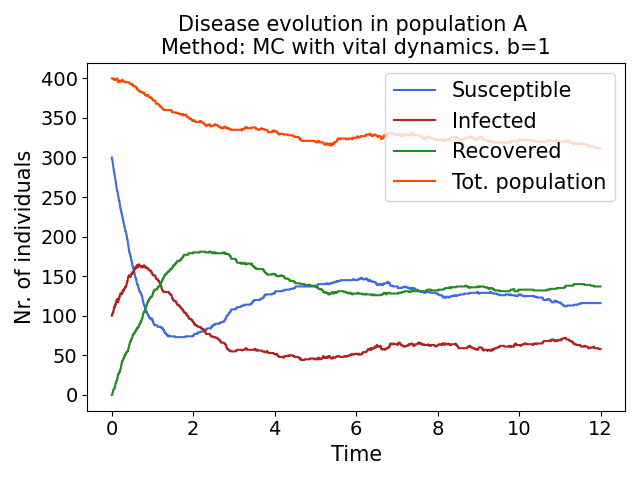 Disease evolution in population A
Method: MC with vital dynamics. b=1
Nr. of individuals
400
350
300
250
200
150
100
50
0
Susceptible
Infected
Recovered
Tot. population
0 2 4 6 8 10 12
Time